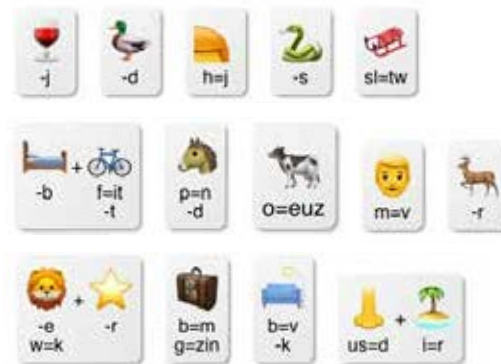 -j
-d
h=j
-s
sl=tw
-b
+
f=it
-t
p=n
-d
o=euz
m=v
-r
-e
w=k
+
-r
b=m
g=zin
b=v
-k
us=d
+
i=r